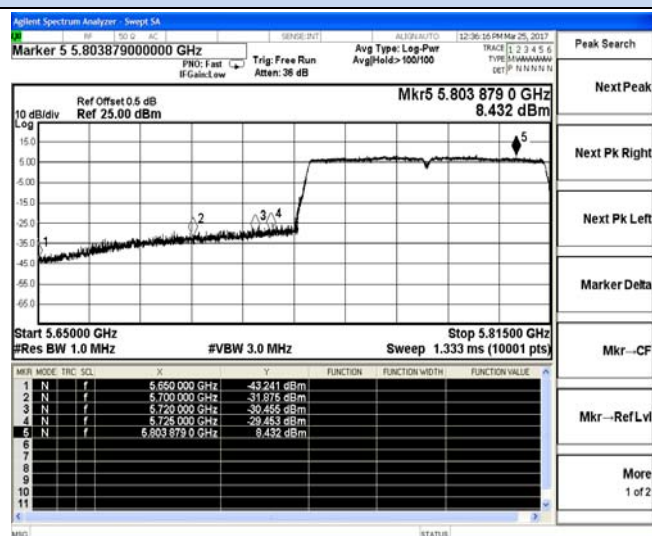 Agilent Spectrum Analyzer - Swept SA
RF 50 Ω AC SENSE:INT ALIGNAUTO 12:36:16 PM Mar 25, 2017
Marker 5 5.803879000000 GHz
PNO: Fast
IFGain:Low
Trig: Free Run
Atten: 36 dB
Avg Type: Log-Pwr
Avg|Hold:> 100/100
TRACE 1 2 3 4 5 6
TYPE
DET P N N N N N
Peak Search
Mkr5 5.803 879 0 GHz
8.432 dBm
Ref Offset 0.5 dB
10 dB/div Ref 25.00 dBm
Log
15.0
5.00
-5.00
-15.0
-25.0
-35.0
-45.0
-55.0
-65.0
1
2
3
4
5
Start 5.65000 GHz Stop 5.81500 GHz
#Res BW 1.0 MHz #VBW 3.0 MHz Sweep 1.333 ms (10001 pts)
MKR MODE TRC SCL X Y FUNCTION FUNCTION WIDTH FUNCTION VALUE
1 N f 5.650 000 GHz -43.241 dBm
2 N f 5.700 000 GHz -31.875 dBm
3 N f 5.720 000 GHz -30.455 dBm
4 N f 5.725 000 GHz -29.453 dBm
5 N f 5.803 879 0 GHz 8.432 dBm
6
7
8
9
10
11
Next Peak
Next Pk Right
Next Pk Left
Marker Delta
Mkr→CF
Mkr→Ref Lvl
More
1 of 2
MSG STATUS